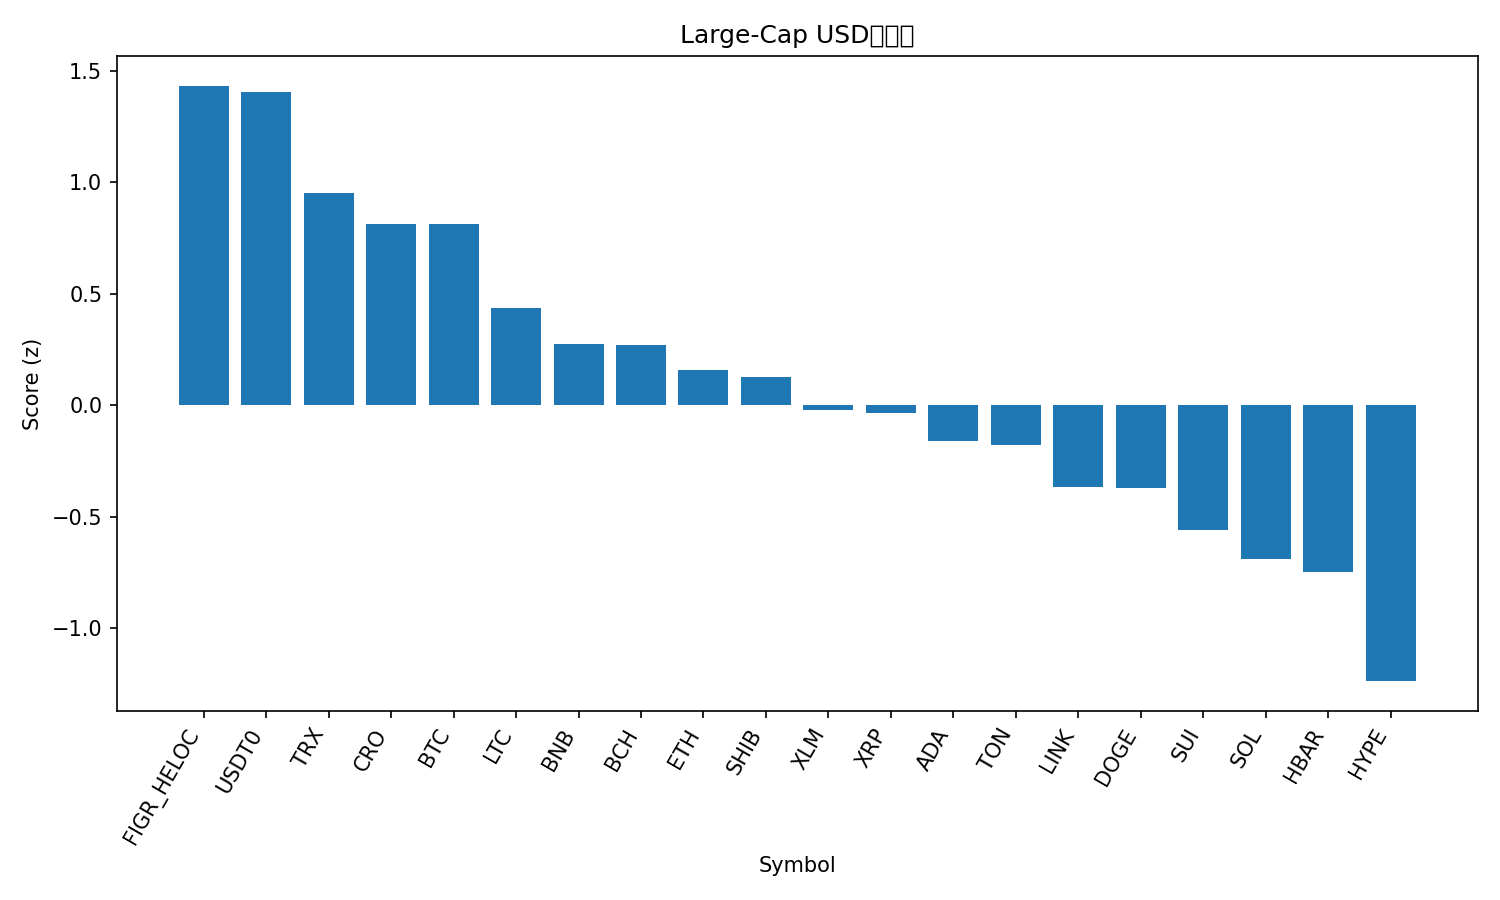 Large-Cap USD
1.5
1.0
0.5
0.0
−0.5
−1.0
Score (z)
FIGR_HELOC
USDT0
TRX
CRO
BTC
LTC
BNB
BCH
ETH
SHIB
XLM
XRP
ADA
TON
LINK
DOGE
SUI
SOL
HBAR
HYPE
Symbol